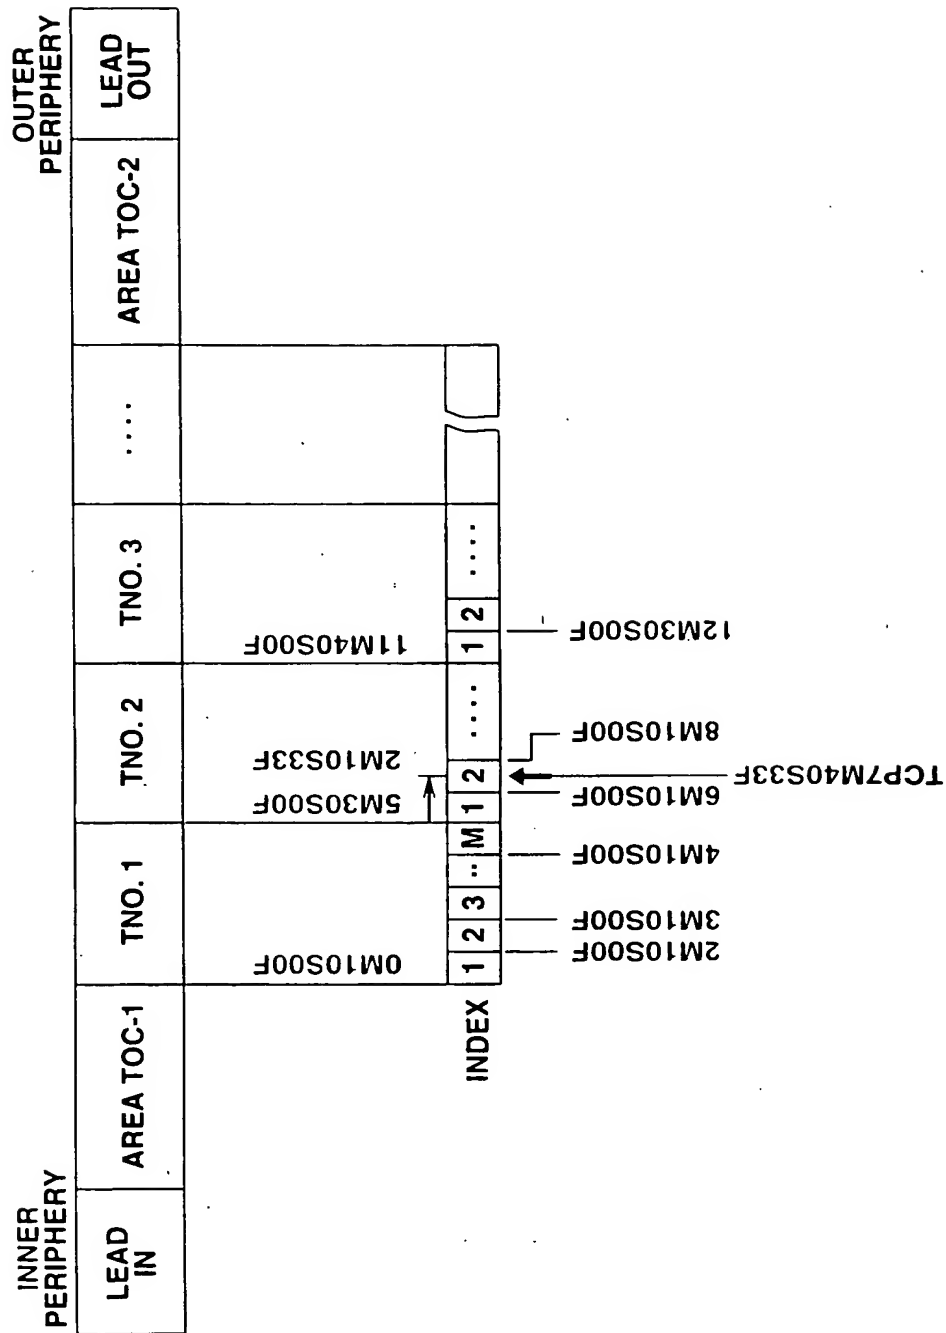 INNER
PERIPHERY
OUTER
PERIPHERY
LEAD
IN
AREA TOC-1
TNO. 1
TNO. 2
TNO. 3
....
AREA TOC-2
LEAD
OUT
0M10S00F
5M30S00F
2M10S33F
11M40S00F
INDEX
1
2
3
..
M
1
2
....
1
2
....
2M10S00F
3M10S00F
4M10S00F
6M10S00F
8M10S00F
12M30S00F
TCP7M40S33F